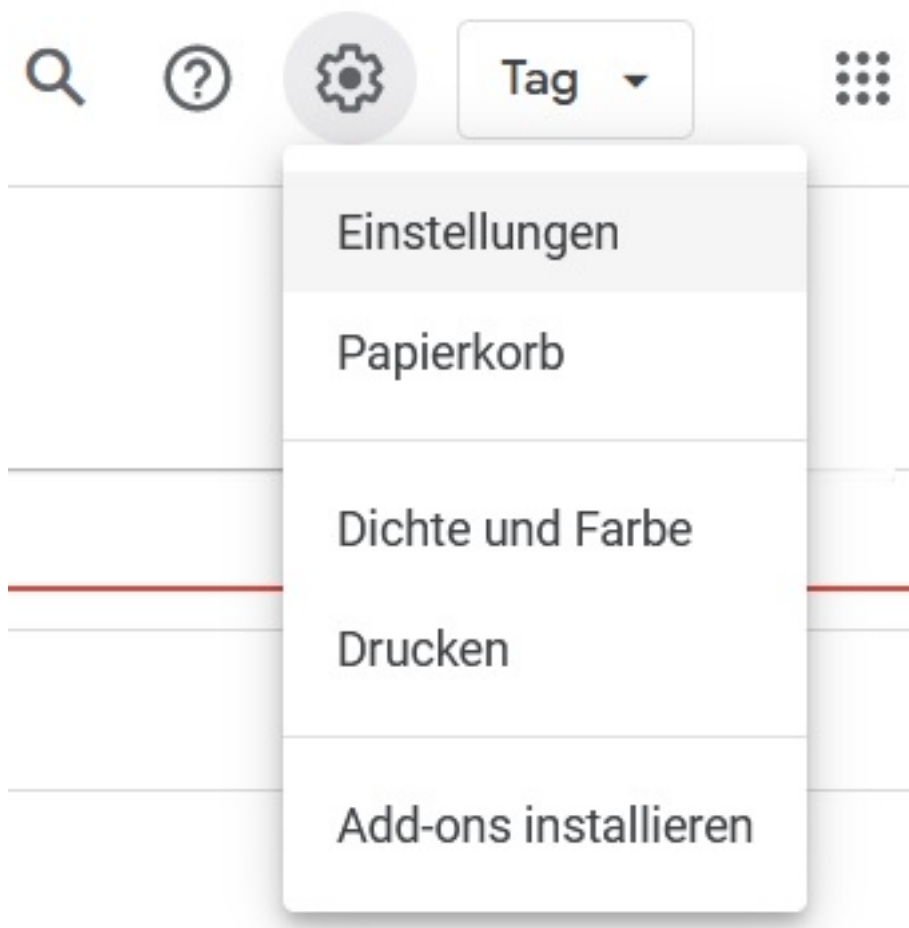 Tag
Einstellungen
Papierkorb
Dichte und Farbe
Drucken
Add-ons installieren